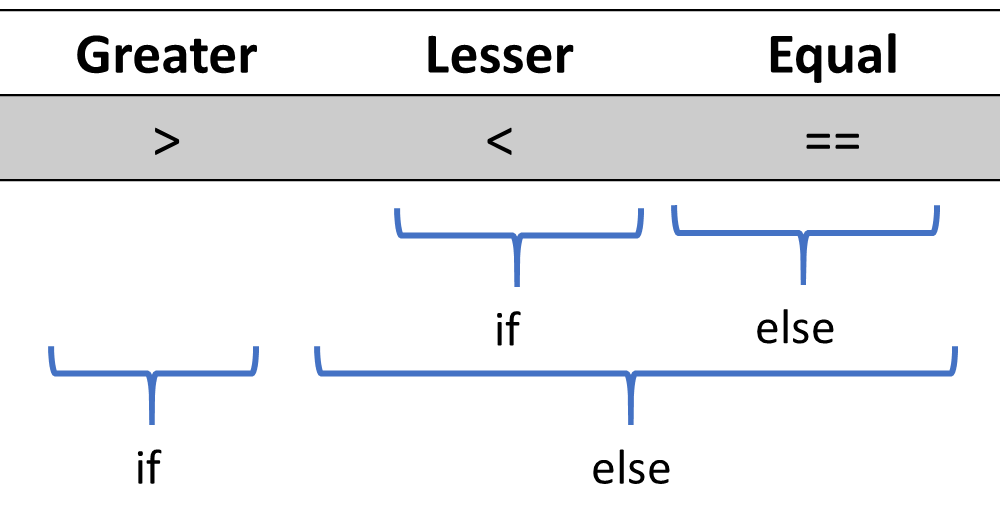 Greater Lesser Equal
> < ==
if else
if else